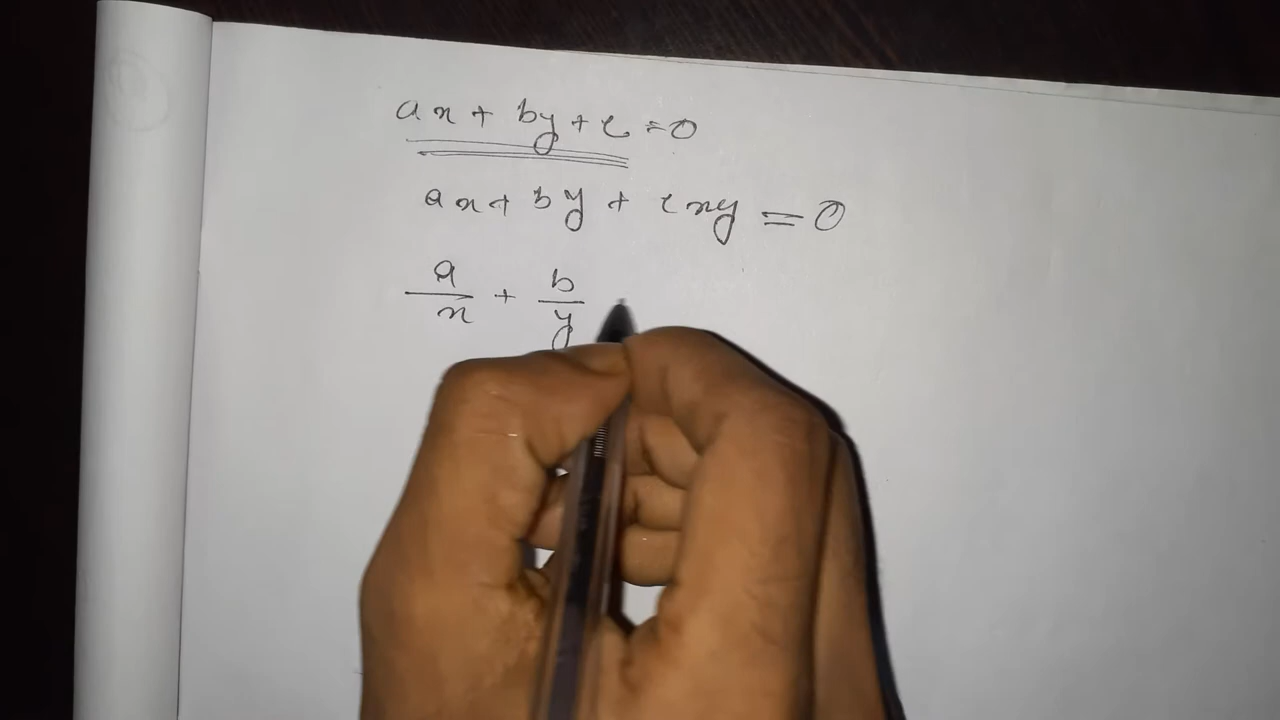 ax + by + c = 0
ax + by + cxy = 0
a/x + b/y